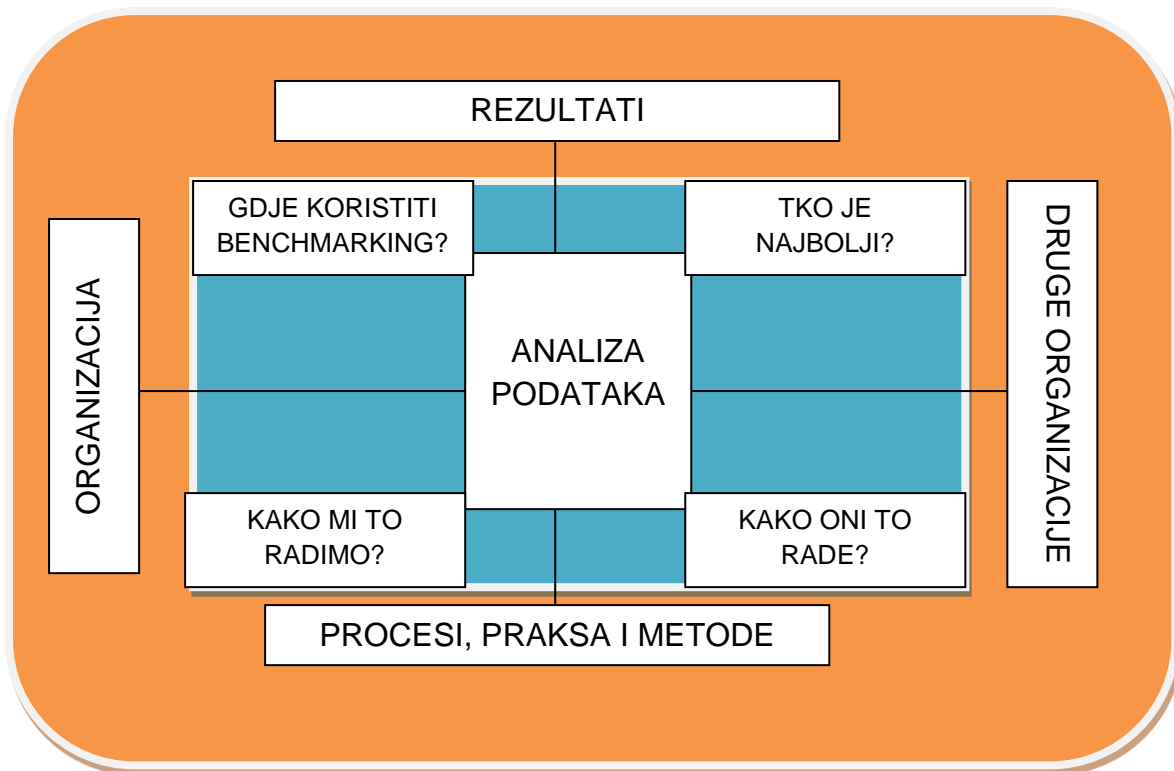 REZULTATI
GDJE KORISTITI
BENCHMARKING?
TKO JE
NAJBOLJI?
ORGANIZACIJA
ANALIZA
PODATAKA
DRUGE ORGANIZACIJE
KAKO MI TO
RADIMO?
KAKO ONI TO
RADE?
PROCESI, PRAKSA I METODE